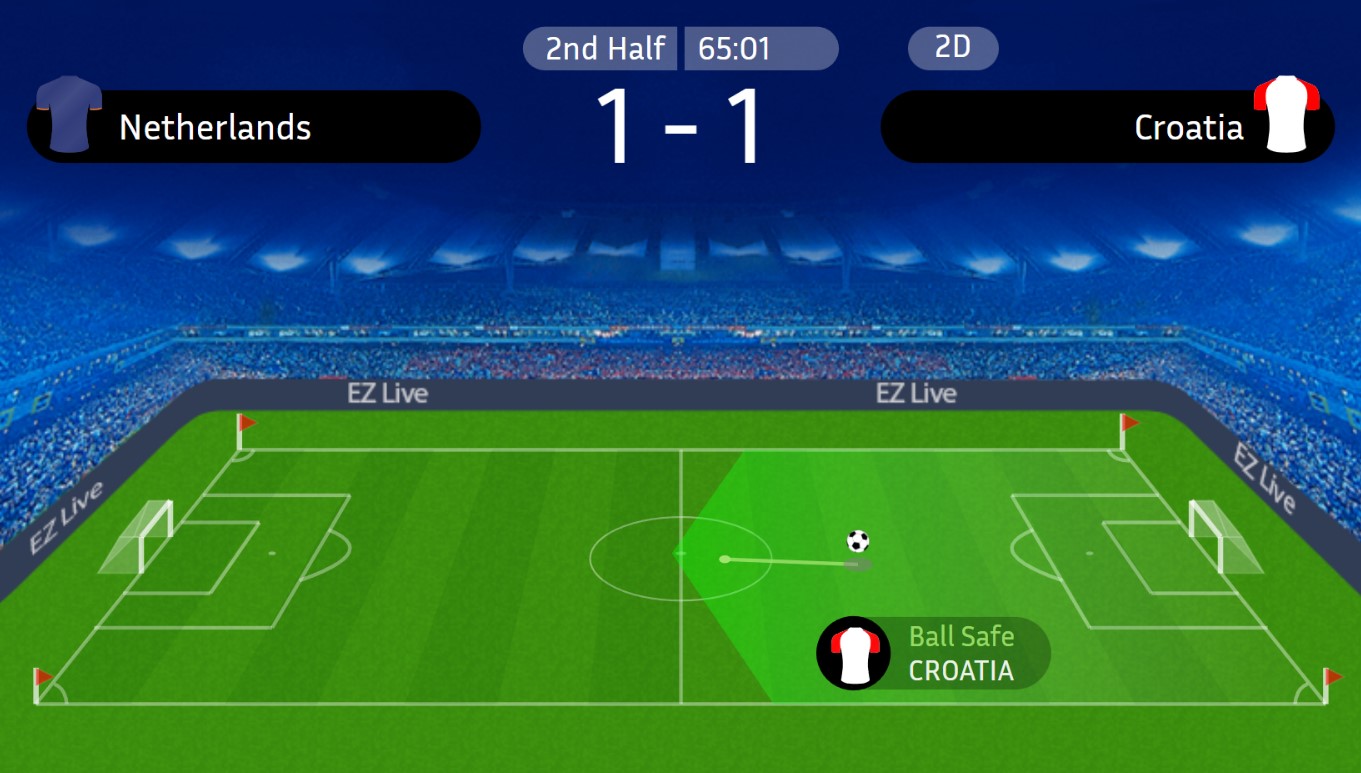 2nd Half 65:01
2D
Netherlands
1 - 1
Croatia
EZ Live
EZ Live
EZ Live
EZ Live
Ball Safe
CROATIA